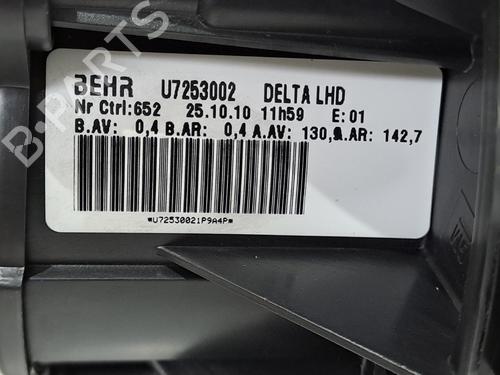 BEHR U7253002 DELTA LHD
Nr Ctrl:652 25.10.10 11h59 E:01
B.AV: 0,4 B.AR: 0,4 A.AV: 130, A.AR: 142,7
*U72530021P9A4P*
B-PARTS